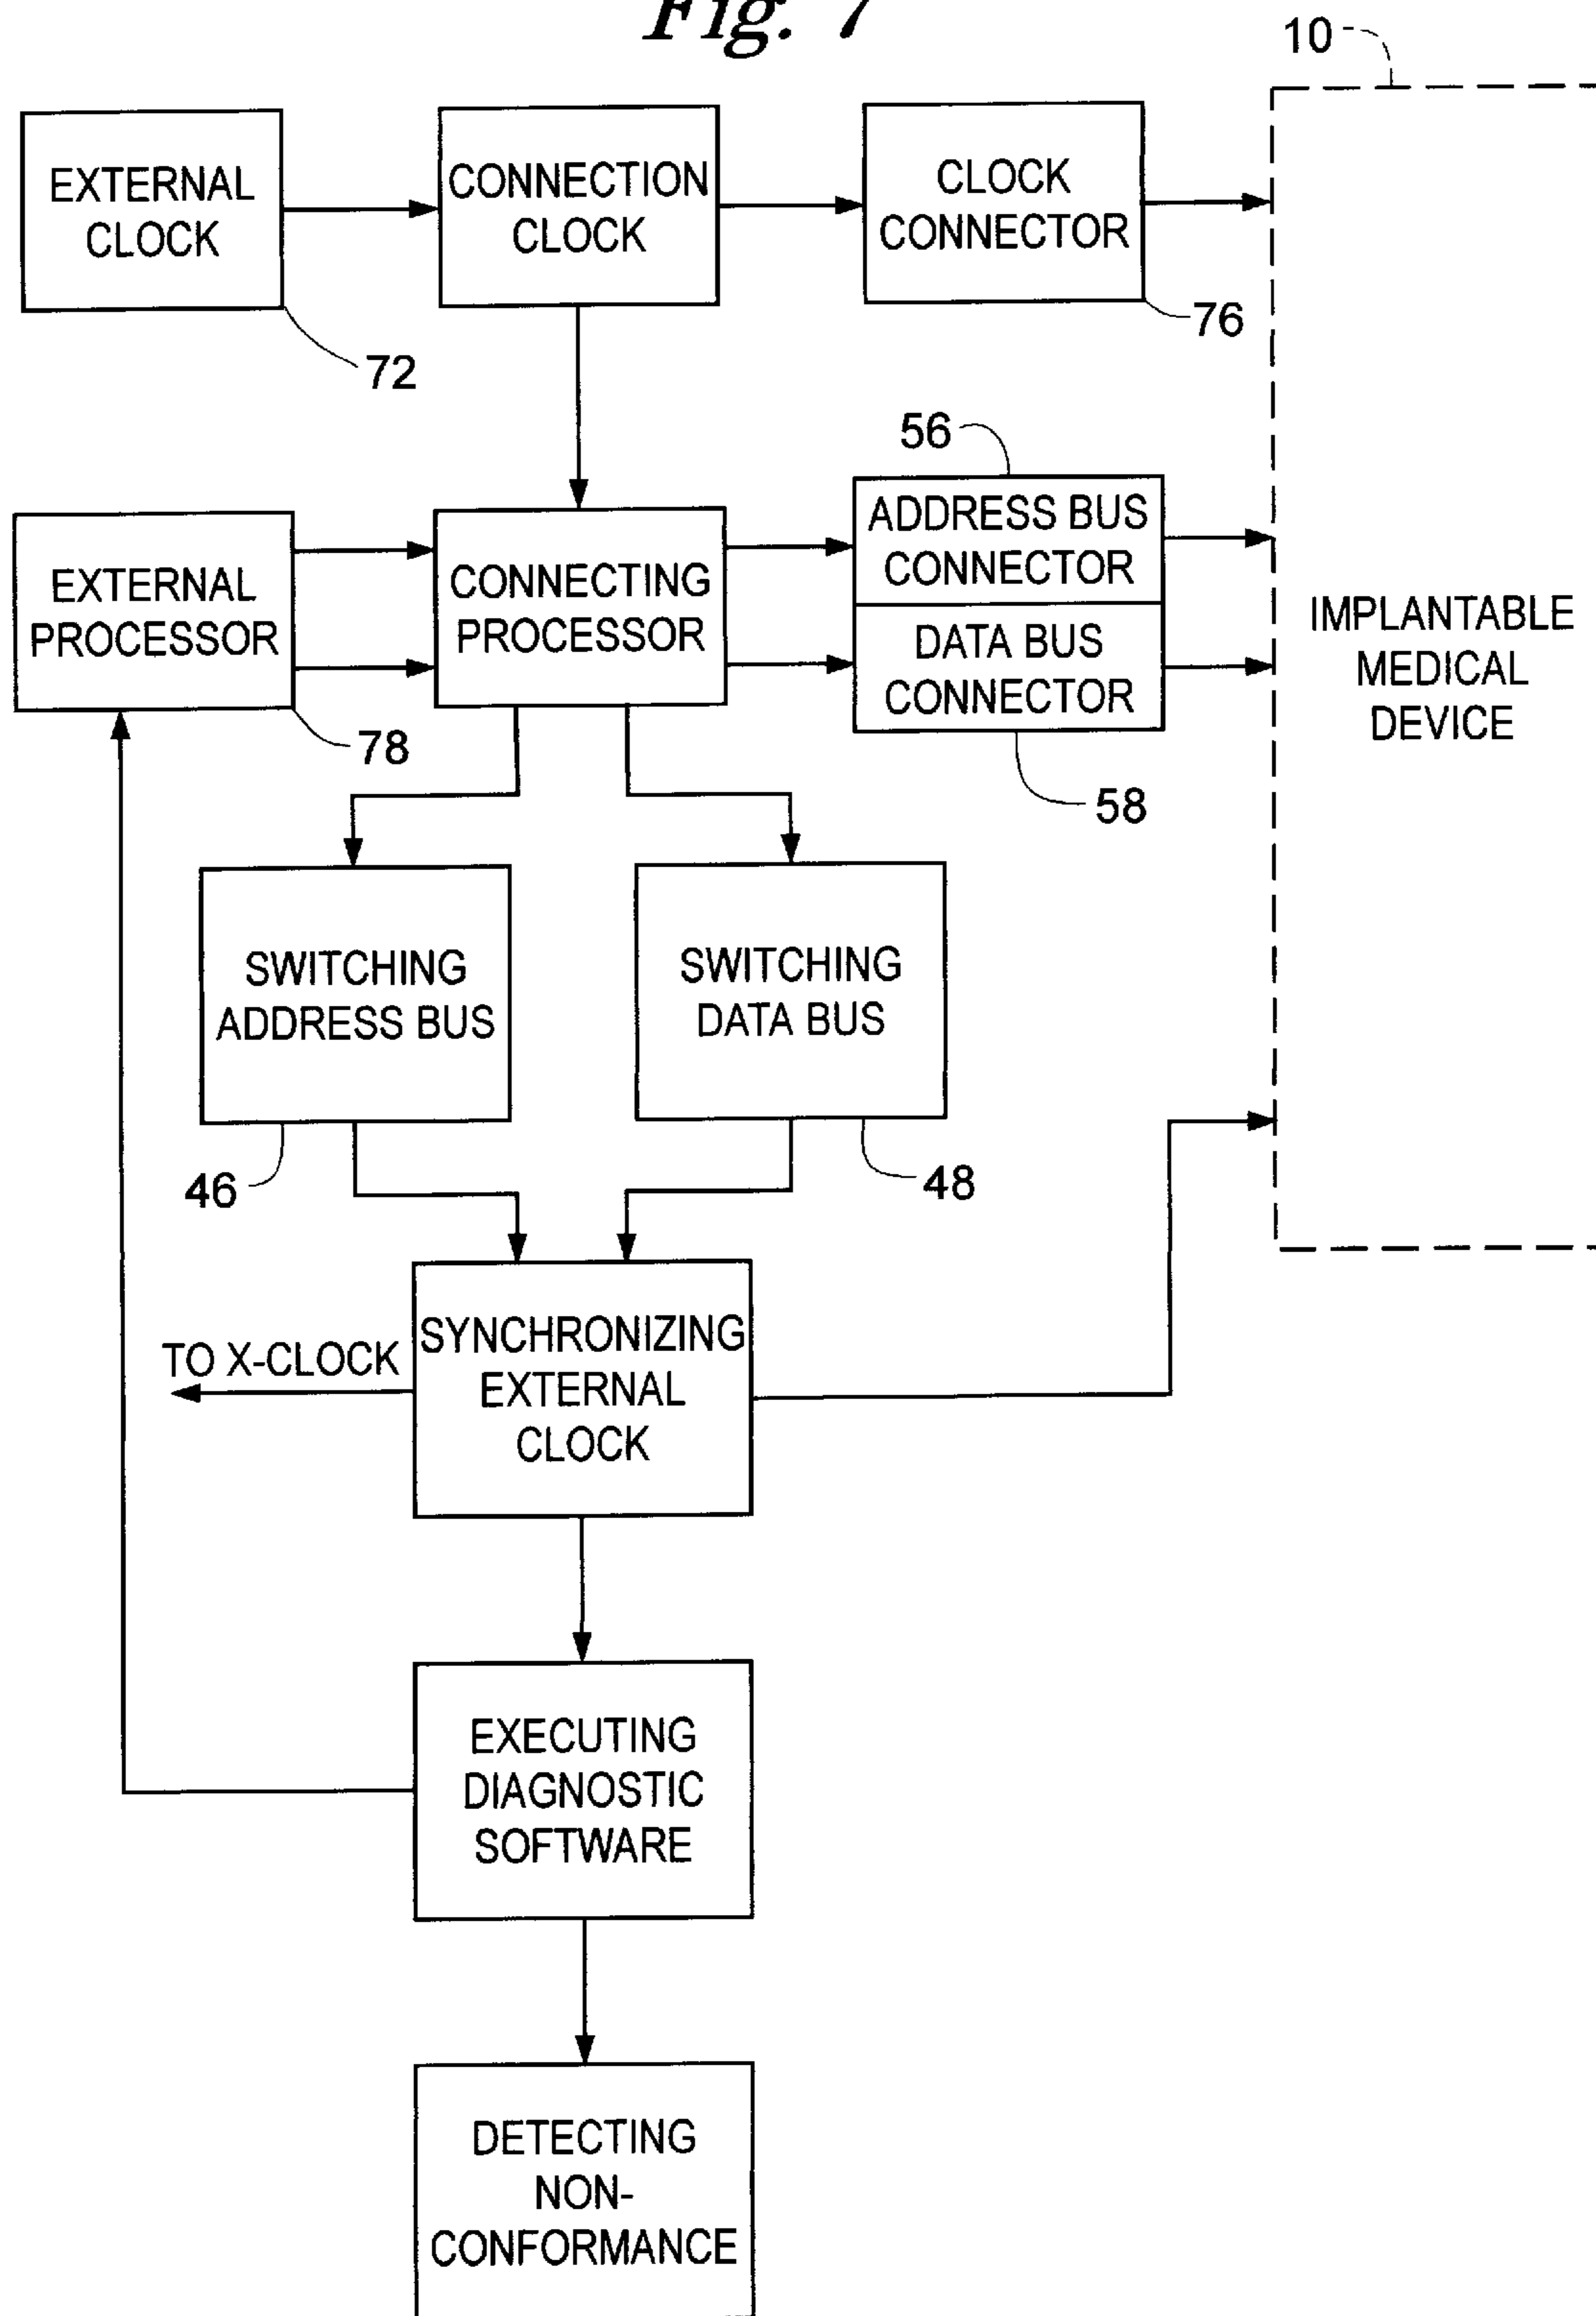 Fig. 7
10
EXTERNAL
CLOCK
CONNECTION
CLOCK
CLOCK
CONNECTOR
72
76
56
EXTERNAL
PROCESSOR
CONNECTING
PROCESSOR
ADDRESS BUS
CONNECTOR
DATA BUS
CONNECTOR
IMPLANTABLE
MEDICAL
DEVICE
78
58
SWITCHING
ADDRESS BUS
SWITCHING
DATA BUS
46
48
TO X-CLOCK
SYNCHRONIZING
EXTERNAL
CLOCK
EXECUTING
DIAGNOSTIC
SOFTWARE
DETECTING
NON-
CONFORMANCE